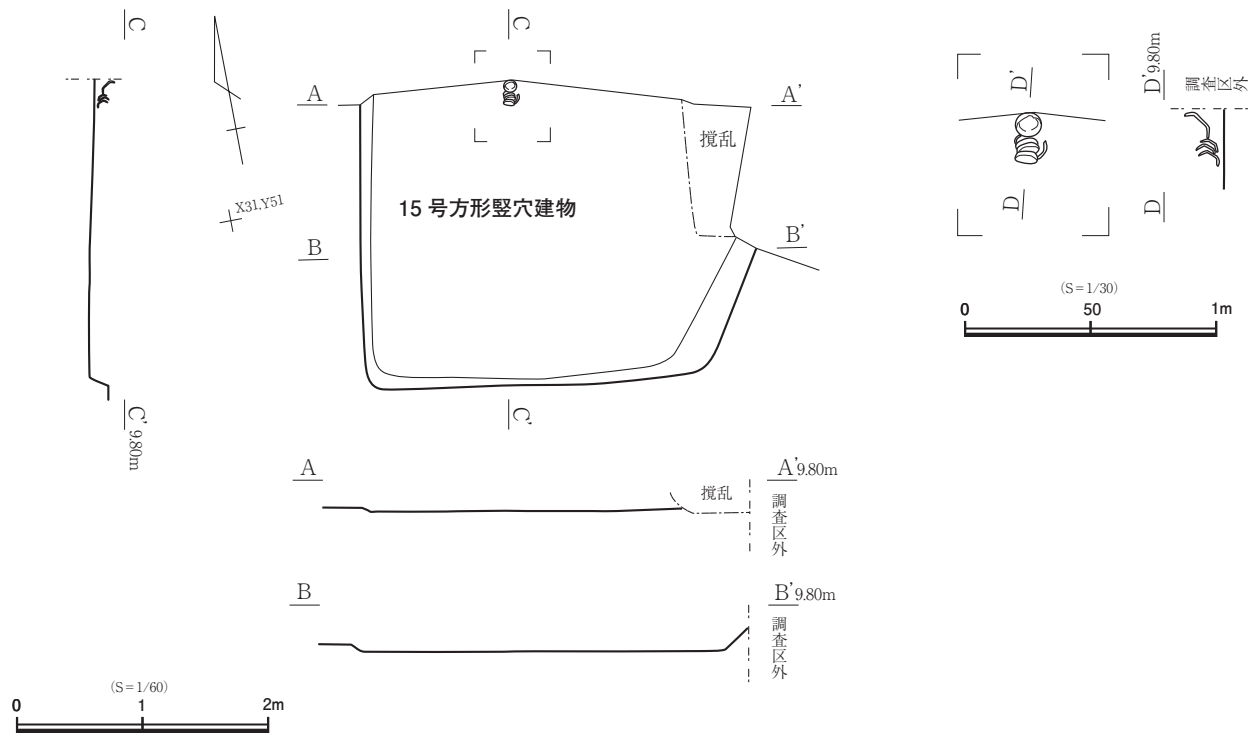 C
C
A
A'
撹乱
X31,Y51
15 号方形竪穴建物
B
B'
C'
C' 9.80m
D'
D' 9.80m
調査区外
D
D
(S=1/30)
0 50 1m
A
A' 9.80m
撹乱
調査区外
B
B' 9.80m
調査区外
(S=1/60)
0 1 2m